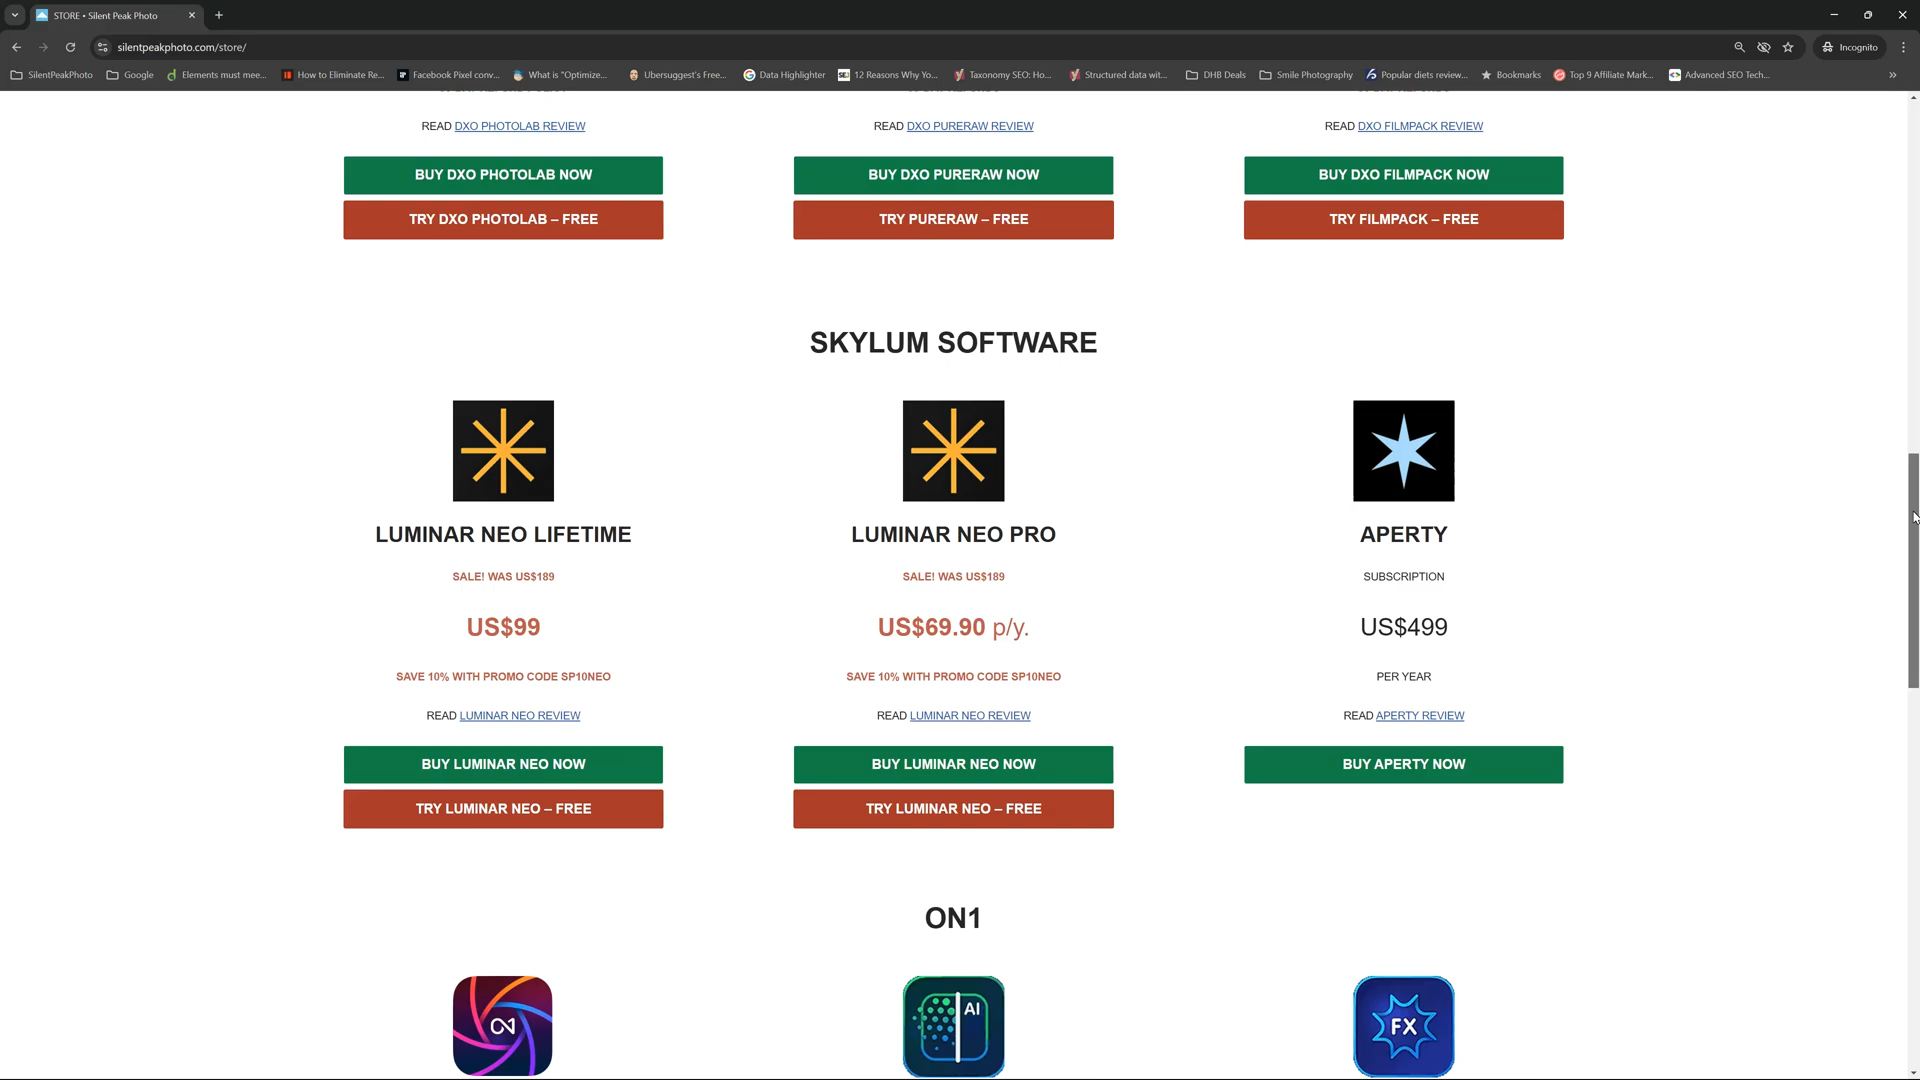 STORE • Silent Peak Photo
silentpeakphoto.com/store/
Incognito
SilentPeakPhoto
Google
Elements must mee...
How to Eliminate Re...
Facebook Pixel conv...
What is "Optimize...
Ubersuggest's Free...
Data Highlighter
12 Reasons Why Yo...
Taxonomy SEO: Ho...
Structured data wit...
DHB Deals
Smile Photography
Popular diets review...
Bookmarks
Top 9 Affiliate Mark...
Advanced SEO Tech...
READ DXO PHOTOLAB REVIEW
READ DXO PURERAW REVIEW
READ DXO FILMPACK REVIEW
BUY DXO PHOTOLAB NOW
BUY DXO PURERAW NOW
BUY DXO FILMPACK NOW
TRY DXO PHOTOLAB – FREE
TRY PURERAW – FREE
TRY FILMPACK – FREE
SKYLUM SOFTWARE
LUMINAR NEO LIFETIME
LUMINAR NEO PRO
APERTY
SALE! WAS US$189
SALE! WAS US$189
SUBSCRIPTION
US$99
US$69.90 p/y.
US$499
SAVE 10% WITH PROMO CODE SP10NEO
SAVE 10% WITH PROMO CODE SP10NEO
PER YEAR
READ LUMINAR NEO REVIEW
READ LUMINAR NEO REVIEW
READ APERTY REVIEW
BUY LUMINAR NEO NOW
BUY LUMINAR NEO NOW
BUY APERTY NOW
TRY LUMINAR NEO – FREE
TRY LUMINAR NEO – FREE
ON1
AI
FX